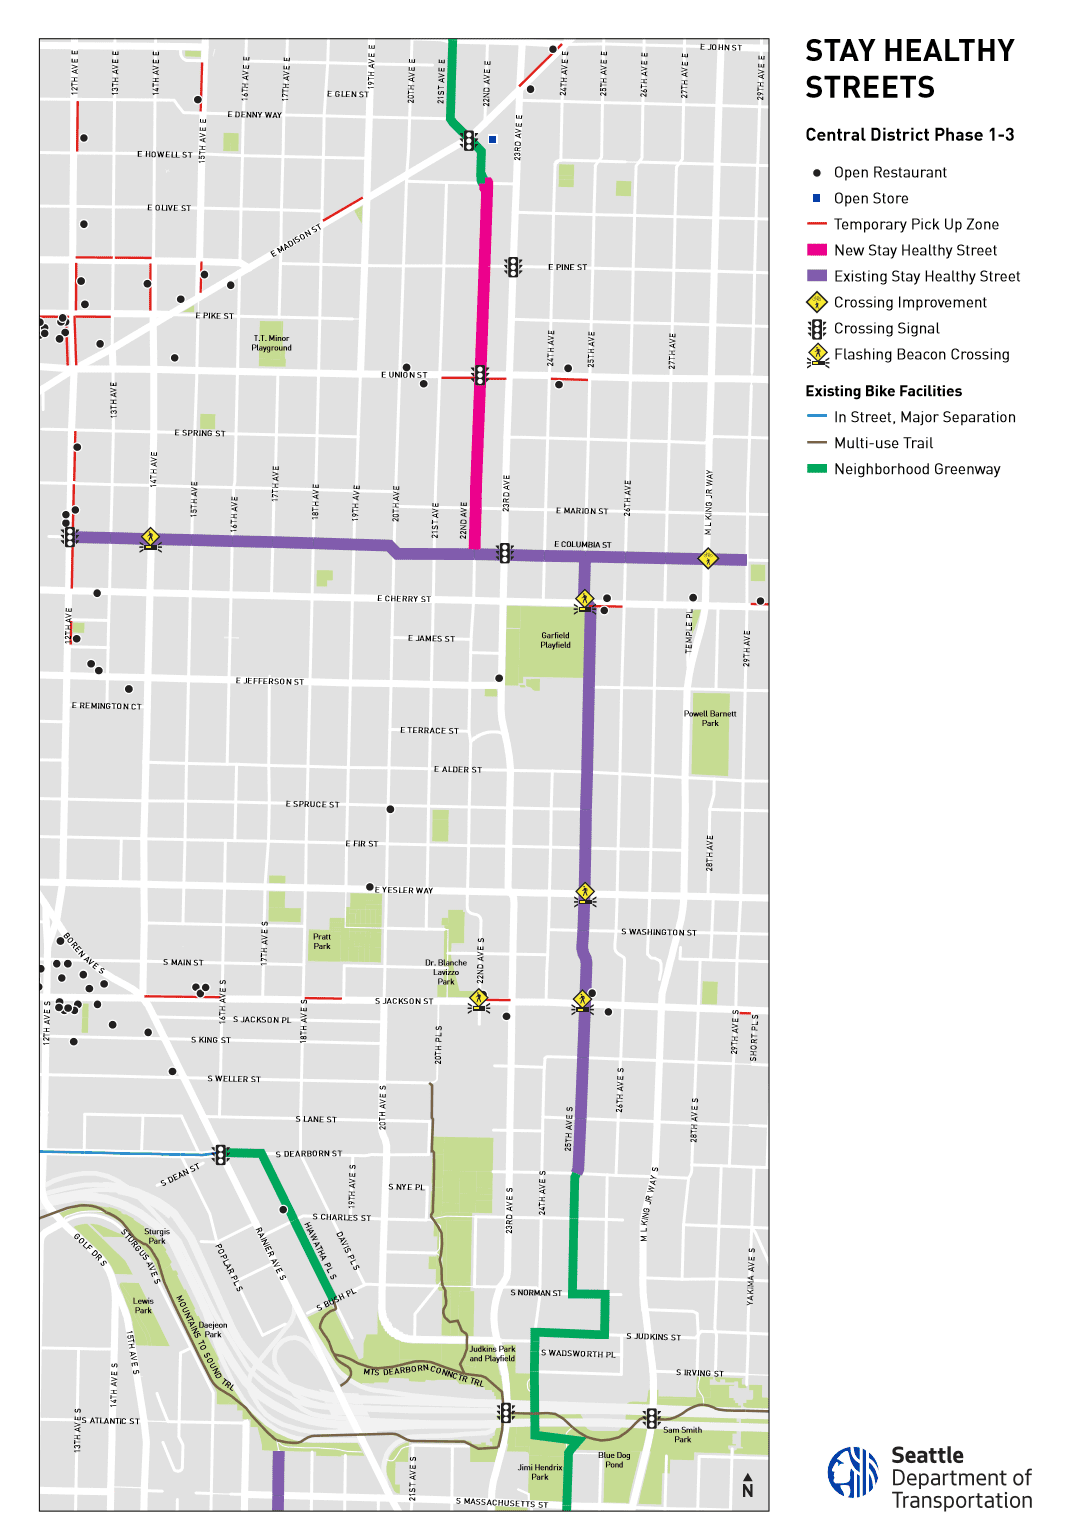 STAY HEALTHY
STREETS
Central District Phase 1-3
Open Restaurant
Open Store
Temporary Pick Up Zone
New Stay Healthy Street
Existing Stay Healthy Street
Crossing Improvement
Crossing Signal
Flashing Beacon Crossing
Existing Bike Facilities
In Street, Major Separation
Multi-use Trail
Neighborhood Greenway
E JOHN ST
12TH AVE E
13TH AVE E
14TH AVE E
16TH AVE E
17TH AVE E
19TH AVE E
20TH AVE E
21ST AVE E
22ND AVE E
24TH AVE E
25TH AVE E
26TH AVE E
27TH AVE E
29TH AVE E
E GLEN ST
E DENNY WAY
15TH AVE E
23RD AVE E
E HOWELL ST
E OLIVE ST
E MADISON ST
E PINE ST
E PIKE ST
T.T. Minor
Playground
24TH AVE
25TH AVE
27TH AVE
E UNION ST
13TH AVE
E SPRING ST
14TH AVE
15TH AVE
16TH AVE
17TH AVE
18TH AVE
19TH AVE
20TH AVE
21ST AVE
22ND AVE
23RD AVE
26TH AVE
M L KING JR WAY
E MARION ST
E COLUMBIA ST
E CHERRY ST
12TH AVE
E JAMES ST
Garfield
Playfield
TEMPLE PL
29TH AVE
E JEFFERSON ST
E REMINGTON CT
Powell Barnett
Park
E TERRACE ST
E ALDER ST
E SPRUCE ST
E FIR ST
28TH AVE
E YESLER WAY
S WASHINGTON ST
BOREN AVE S
17TH AVE S
Pratt
Park
22ND AVE S
S MAIN ST
Dr. Blanche
Lavizzo
Park
16TH AVE S
18TH AVE S
S JACKSON ST
12TH AVE S
S JACKSON PL
29TH AVE S
SHORT PL S
S KING ST
20TH PL S
S WELLER ST
20TH AVE S
26TH AVE S
S LANE ST
25TH AVE S
28TH AVE S
S DEARBORN ST
S DEAN ST
19TH AVE S
S NYE PL
24TH AVE S
23RD AVE S
M L KING JR WAY S
S CHARLES ST
Sturgis
Park
GOLF DR S
STURGUS AVE S
POPLAR PL S
RAINIER AVE S
HIAWATHA PL S
DAVIS PL S
YAKIMA AVE S
S NORMAN ST
S BUSH PL
Lewis
Park
MOUNTAINS TO SOUND TRL
Daejeon
Park
S JUDKINS ST
15TH AVE S
Judkins Park
and Playfield
S WADSWORTH PL
MTS DEARBORN CONNCTR TRL
S IRVING ST
14TH AVE S
13TH AVE S
S ATLANTIC ST
Sam Smith
Park
Blue Dog
Pond
Jimi Hendrix
Park
21ST AVE S
S MASSACHUSETTS ST
N
Seattle
Department of
Transportation